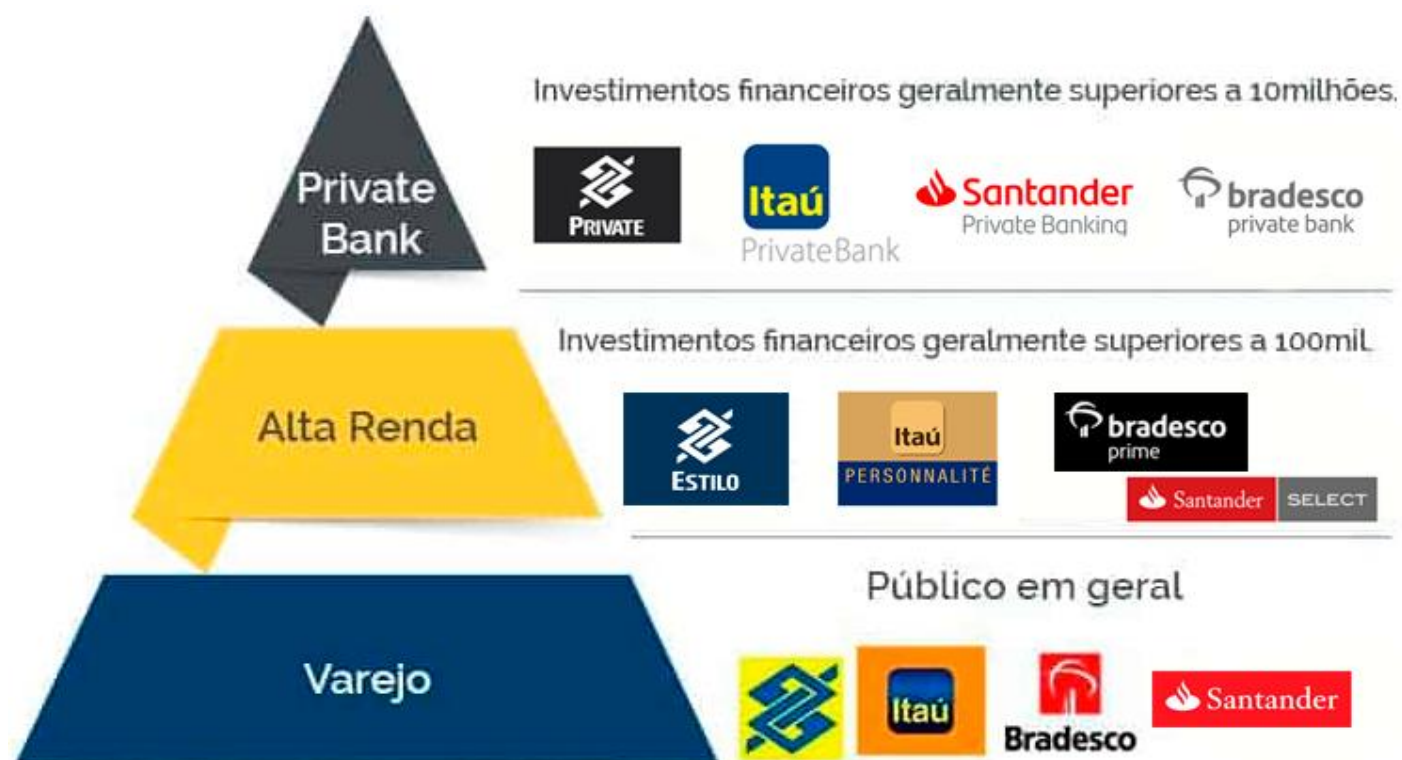 Private
Bank
Investimentos financeiros geralmente superiores a 10milhões.
PRIVATE
Itaú
PrivateBank
Santander
Private Banking
bradesco
private bank
Alta Renda
Investimentos financeiros geralmente superiores a 100mil.
ESTILO
Itaú
PERSONNALITÉ
bradesco
prime
Santander SELECT
Varejo
Público em geral
Itaú
Bradesco
Santander